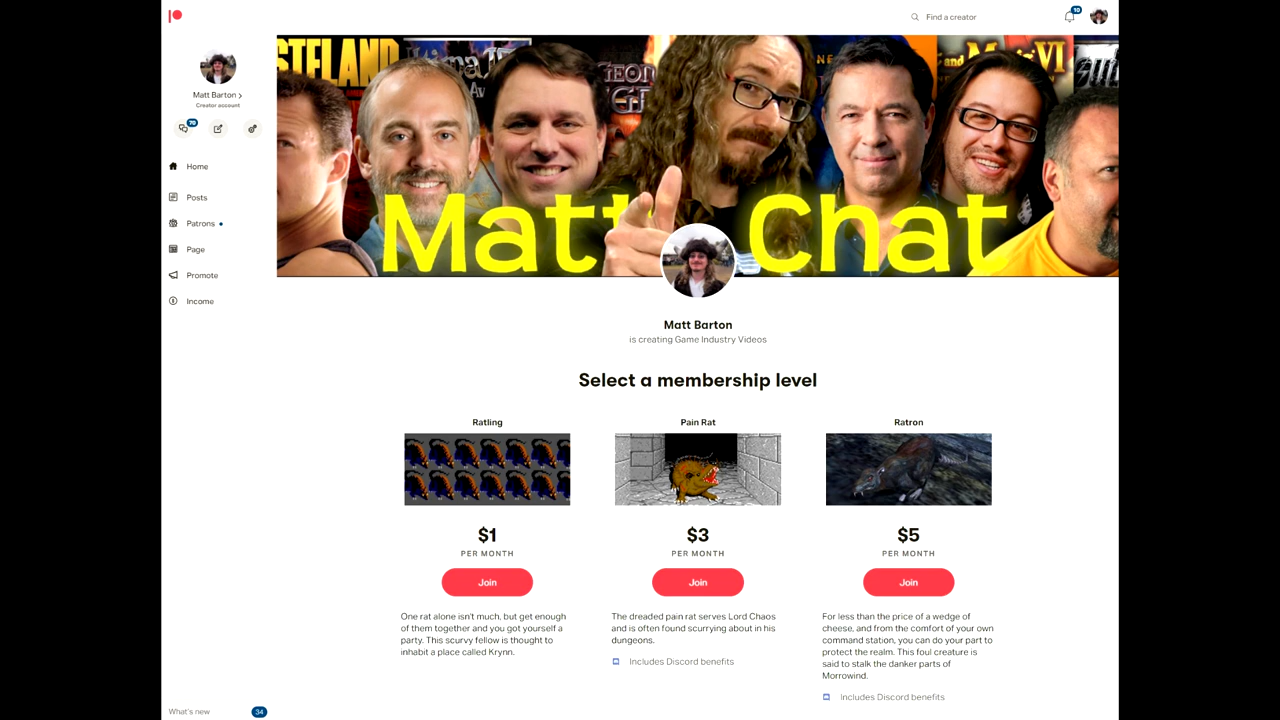 Find a creator
10
Matt Barton
Creator account
70
Home
Posts
Patrons
Page
Promote
Income
What's new
34
Matt Chat
Matt Barton
is creating Game Industry Videos
Select a membership level
Ratling
$1
PER MONTH
Join
One rat alone isn't much, but get enough
of them together and you got yourself a
party. This scurvy fellow is thought to
inhabit a place called Krynn.
Pain Rat
$3
PER MONTH
Join
The dreaded pain rat serves Lord Chaos
and is often found scurrying about in his
dungeons.
Includes Discord benefits
Ratron
$5
PER MONTH
Join
For less than the price of a wedge of
cheese, and from the comfort of your own
command station, you can do your part to
protect the realm. This foul creature is
said to stalk the danker parts of
Morrowind.
Includes Discord benefits